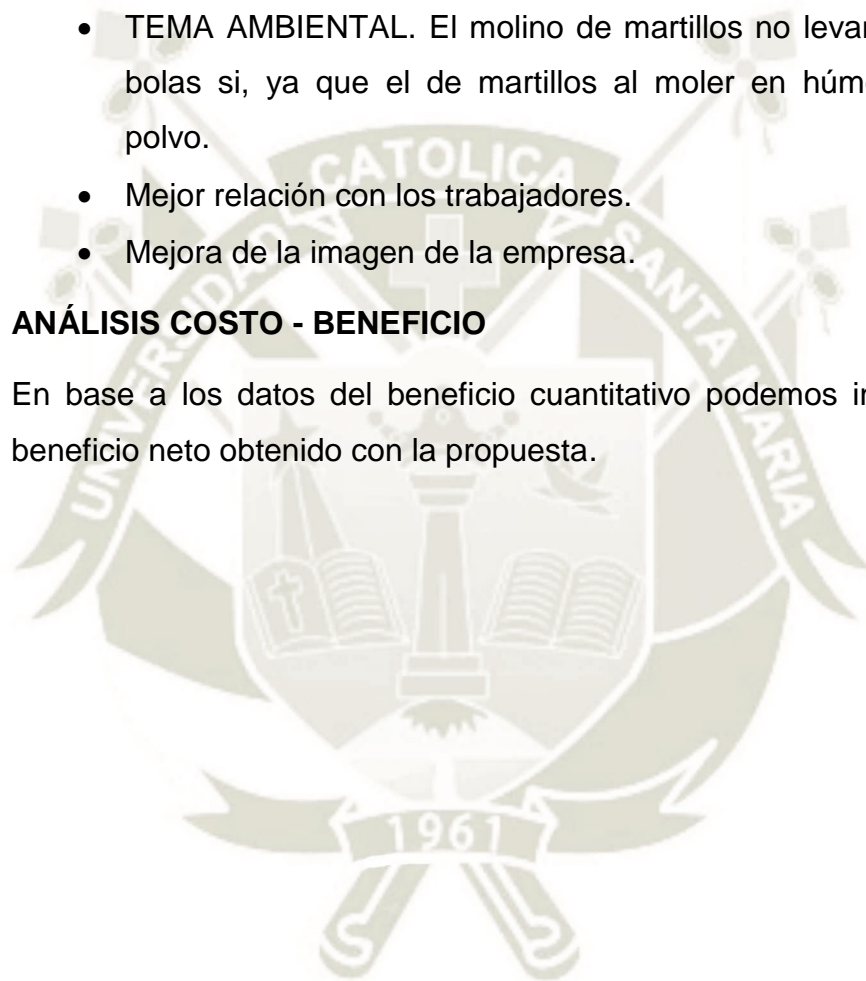 • TEMA AMBIENTAL. El molino de martillos no
bolas si, ya que el de martillos al moler en
polvo.
• Mejor relación con los trabajadores.
• Mejora de la imagen de la empresa.
ANÁLISIS COSTO - BENEFICIO
En base a los datos del beneficio cuantitativo podemos
beneficio neto obtenido con la propuesta.
UNIVERSIDAD CATOLICA SANTA MARIA
1961